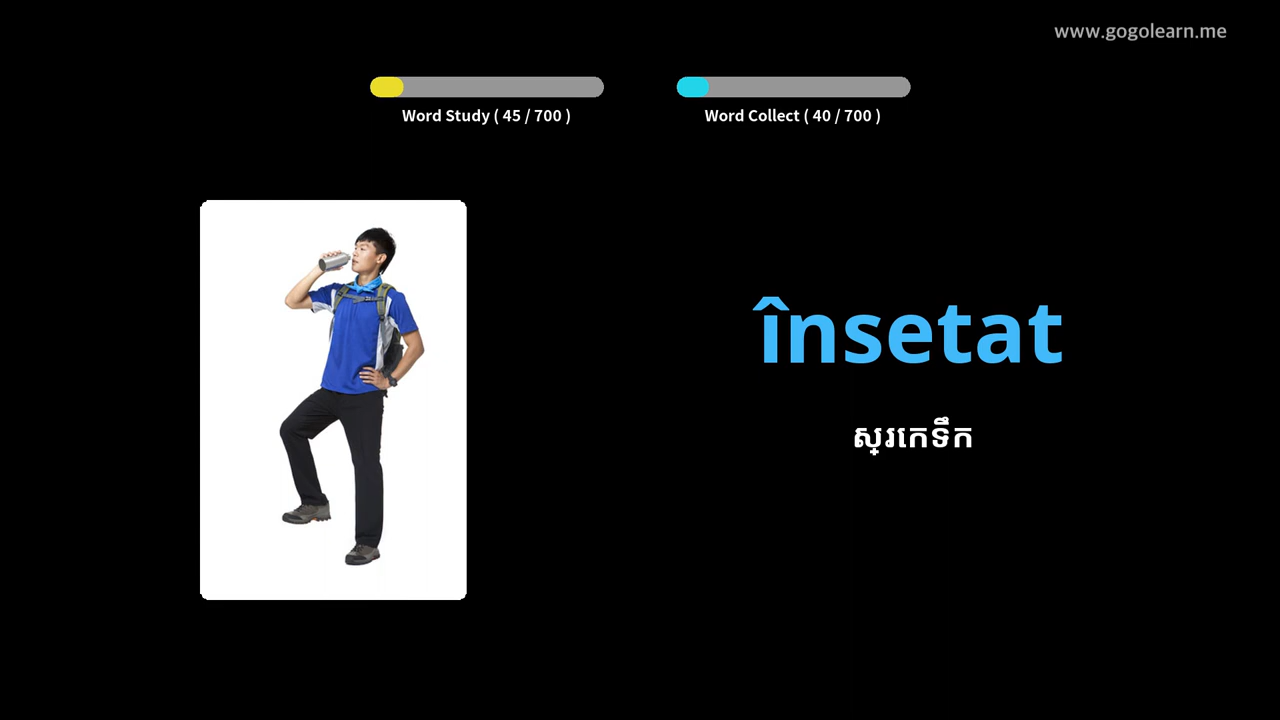 www.gogolearn.me
Word Study ( 45 / 700 )
Word Collect ( 40 / 700 )
însetat
ស្រេកទឹក